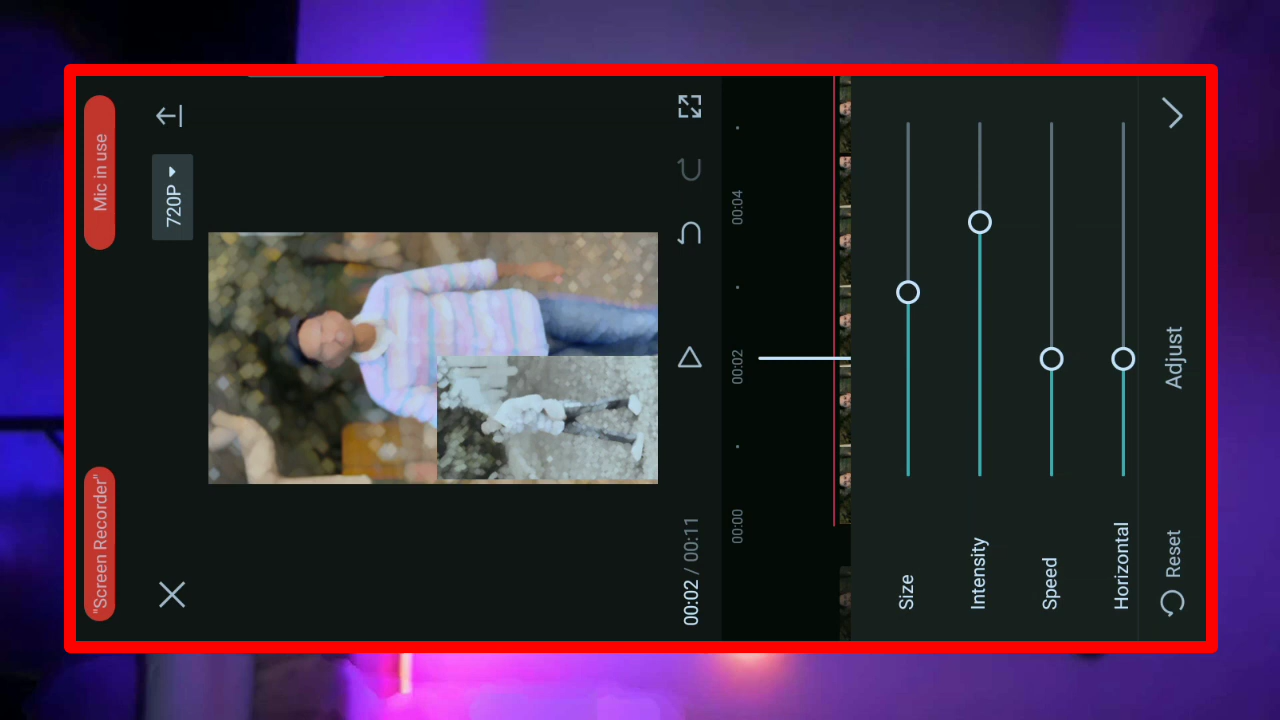 "Screen Recorder"
Mic in use
720P
00:02 / 00:11
00:00
00:02
00:04
Size
Intensity
Speed
Horizontal
Reset
Adjust